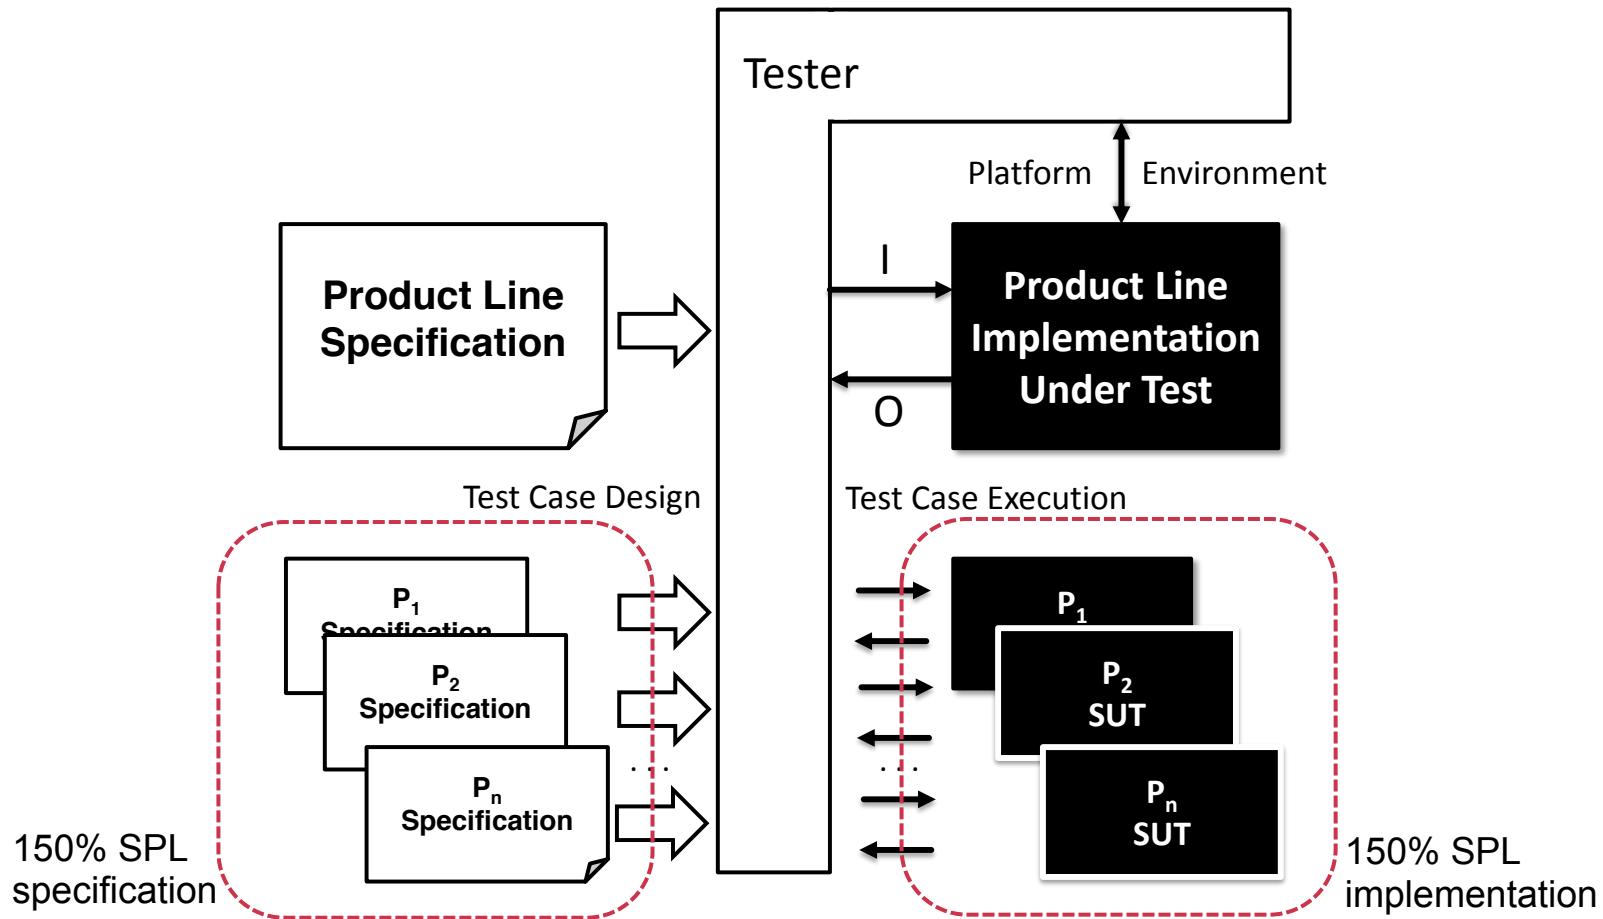 Tester
Platform
Environment
Product Line
Specification
I
O
Product Line
Implementation
Under Test
Test Case Design
Test Case Execution
P1
Specification
P2
Specification
. . .
Pn
Specification
P1
P2
SUT
. . .
Pn
SUT
150% SPL
specification
150% SPL
implementation